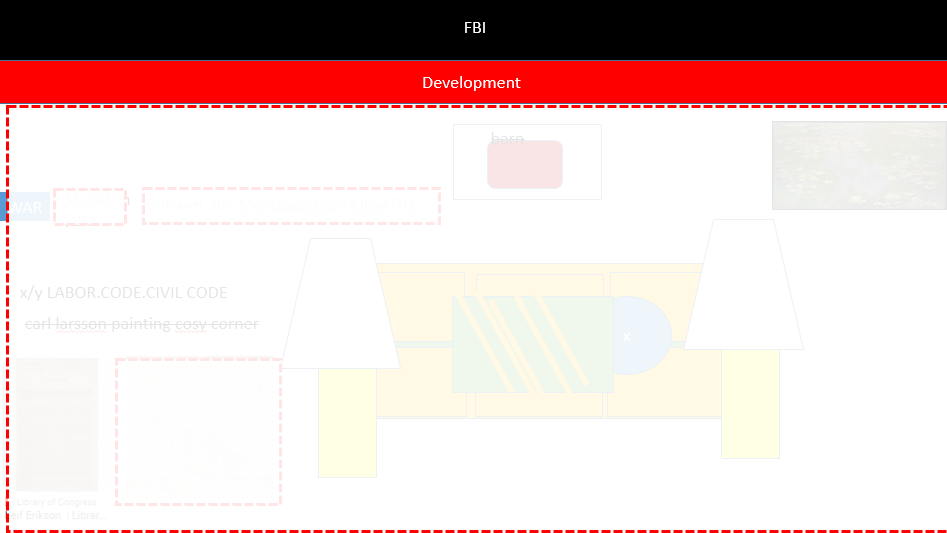 FBI
Development
barn
WAR
x/y LABOR.CODE.CIVIL CODE
carl larsson painting cosy corner
x
Library of Congress
Leif Erikson. | Librar...